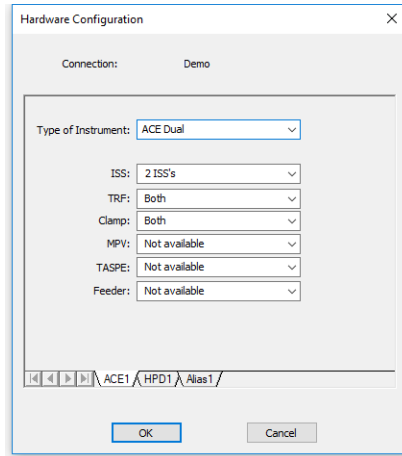 Hardware Configuration
Connection: Demo
Type of Instrument: ACE Dual
ISS: 2 ISS's
TRF: Both
Clamp: Both
MPV: Not available
TASPE: Not available
Feeder: Not available
ACE1 HPD1 Alias1
OK Cancel